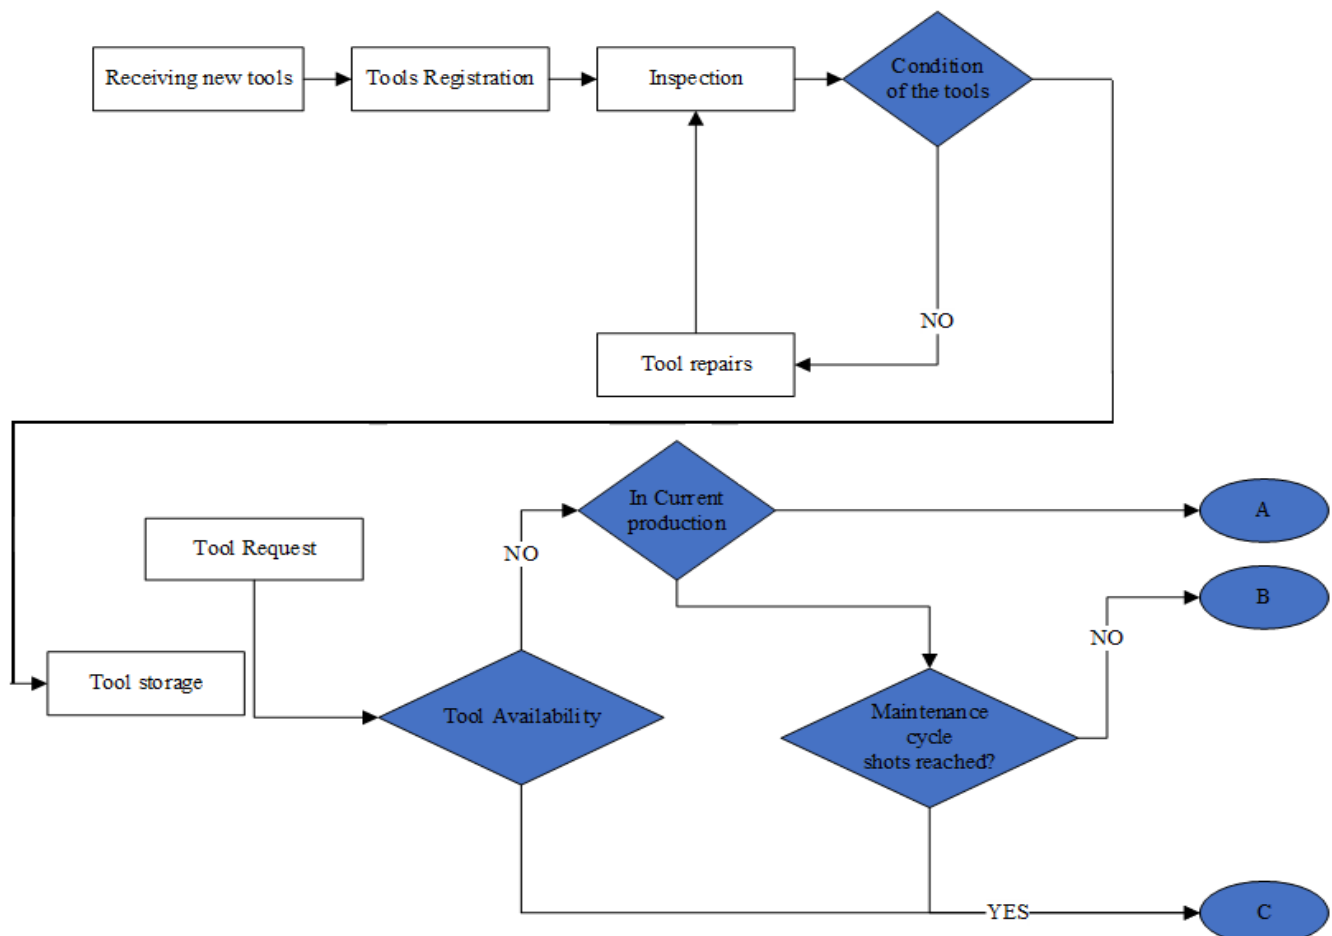 Receiving new tools
Tools Registration
Inspection
Condition
of the tools
NO
Tool repairs
In Current
production
A
Tool Request
NO
B
NO
Tool storage
Tool Availability
Maintenance
cycle
shots reached?
YES
C